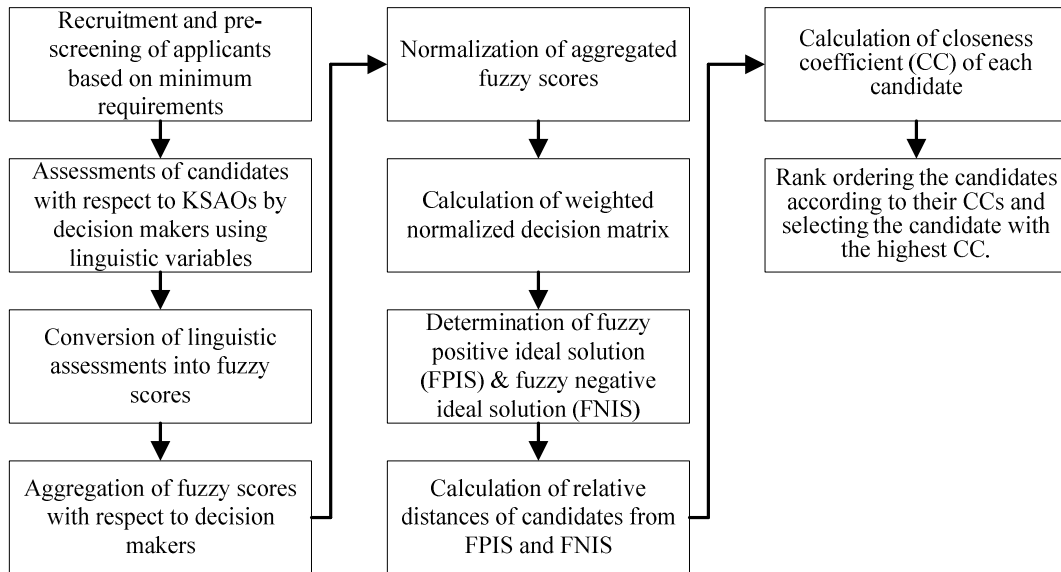 Recruitment and pre-
screening of applicants
based on minimum
requirements
Assessments of candidates
with respect to KSAOs by
decision makers using
linguistic variables
Conversion of linguistic
assessments into fuzzy
scores
Aggregation of fuzzy scores
with respect to decision
makers
Normalization of aggregated
fuzzy scores
Calculation of weighted
normalized decision matrix
Determination of fuzzy
positive ideal solution
(FPIS) & fuzzy negative
ideal solution (FNIS)
Calculation of relative
distances of candidates from
FPIS and FNIS
Calculation of closeness
coefficient (CC) of each
candidate
Rank ordering the candidates
according to their CCs and
selecting the candidate with
the highest CC.